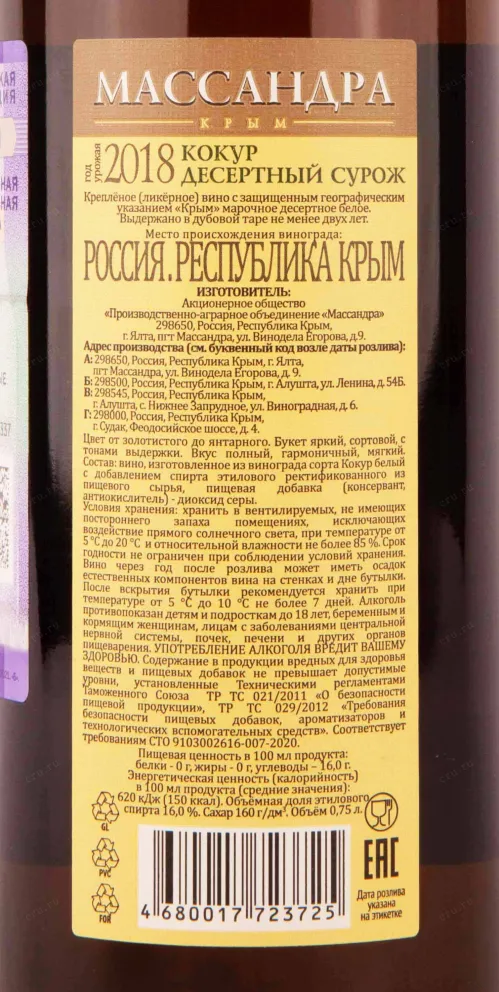 МАССАНДРА
КРЫМ
год урожая 2018 КОКУР
ДЕСЕРТНЫЙ СУРОЖ
Креплёное (ликёрное) вино с защищенным географическим
указанием «Крым» марочное десертное белое.
Выдержано в дубовой таре не менее двух лет.
Место происхождения винограда:
РОССИЯ. РЕСПУБЛИКА КРЫМ
ИЗГОТОВИТЕЛЬ:
Акционерное общество
«Производственно-аграрное объединение «Массандра»
298650, Россия, Республика Крым,
г. Ялта, пгт Массандра, ул. Винодела Егорова, д.9.
Адрес производства (см. буквенный код возле даты розлива):
А: 298650, Россия, Республика Крым, г. Ялта,
пгт Массандра, ул. Винодела Егорова, д. 9.
Б: 298500, Россия, Республика Крым, г. Алушта, ул. Ленина, д. 54Б.
В: 298545, Россия, Республика Крым,
г. Алушта, с. Нижнее Запрудное, ул. Виноградная, д. 6.
Г: 298000, Россия, Республика Крым,
г. Судак, Феодосийское шоссе, д. 4.
Цвет от золотистого до янтарного. Букет яркий, сортовой, с
тонами выдержки. Вкус полный, гармоничный, мягкий.
Состав: вино, изготовленное из винограда сорта Кокур белый
с добавлением спирта этилового ректификованного из
пищевого сырья, пищевая добавка (консервант,
антиокислитель) - диоксид серы.
Условия хранения: хранить в вентилируемых, не имеющих
постороннего запаха помещениях, исключающих
воздействие прямого солнечного света, при температуре от
5 °С до 20 °С и относительной влажности не более 85 %. Срок
годности не ограничен при соблюдении условий хранения.
Вино через год после розлива может иметь осадок
естественных компонентов вина на стенках и дне бутылки.
После вскрытия бутылки рекомендуется хранить при
температуре от 5 °С до 10 °С не более 7 дней. Алкоголь
противопоказан детям и подросткам до 18 лет, беременным и
кормящим женщинам, лицам с заболеваниями центральной
нервной системы, почек, печени и других органов
пищеварения. УПОТРЕБЛЕНИЕ АЛКОГОЛЯ ВРЕДИТ ВАШЕМУ
ЗДОРОВЬЮ. Содержание в продукции вредных для здоровья
веществ и пищевых добавок не превышает допустимые
уровни, установленные Техническими регламентами
Таможенного Союза ТР ТС 021/2011 «О безопасности
пищевой продукции», ТР ТС 029/2012 «Требования
безопасности пищевых добавок, ароматизаторов и
технологических вспомогательных средств». Соответствует
требованиям СТО 9103002616-007-2020.
Пищевая ценность в 100 мл продукта:
белки - 0 г, жиры - 0 г, углеводы – 16,0 г.
Энергетическая ценность (калорийность)
в 100 мл продукта (средние значения):
620 кДж (150 ккал). Объёмная доля этилового
спирта 16,0 %. Сахар 160 г/дм³. Объём 0,75 л.
GL
PVC
FOR
4 680017 723725
EAC
Дата розлива
указана
на этикетке